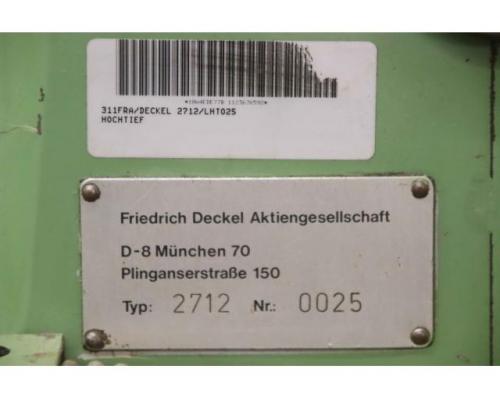 311FRA/DECKEL 2712/LHT025
HOCHTIEF
Friedrich Deckel Aktiengesellschaft
D-8 München 70
Plinganserstraße 150
Typ: 2712 Nr.: 0025